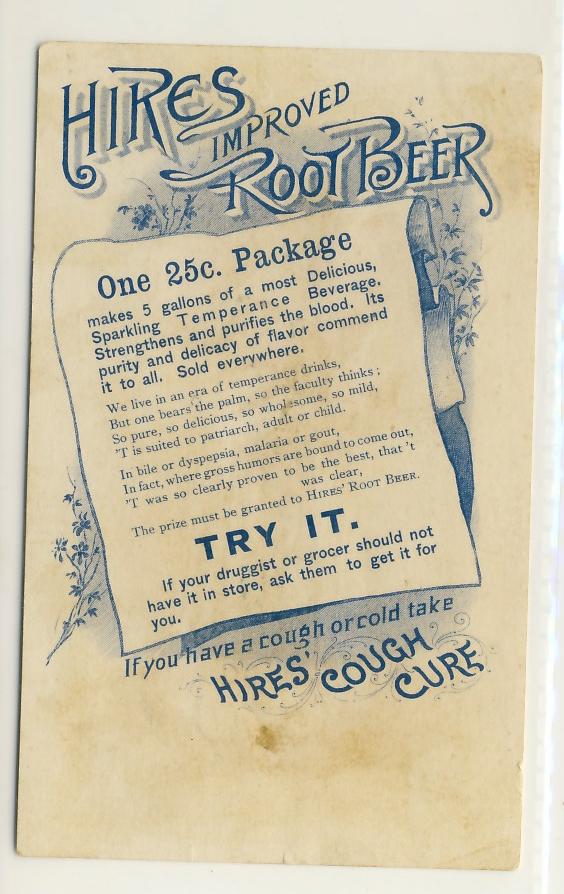 HIRES
IMPROVED
ROOT BEER
One 25c. Package
makes 5 gallons of a most Delicious,
Sparkling Temperance Beverage.
Strengthens and purifies the blood. Its
purity and delicacy of flavor commend
it to all. Sold everywhere.
We live in an era of temperance drinks,
But one bears the palm, so the faculty thinks;
So pure, so delicious, so wholesome, so mild,
'T is suited to patriarch, adult or child.
In bile or dyspepsia, malaria or gout,
In fact, where gross humors are bound to come out,
'T was so clearly proven to be the best, that 't
was clear,
The prize must be granted to HIRES' ROOT BEER.
TRY IT.
If your druggist or grocer should not
have it in store, ask them to get it for
you.
If you have a cough or cold take
HIRES' COUGH
CURE